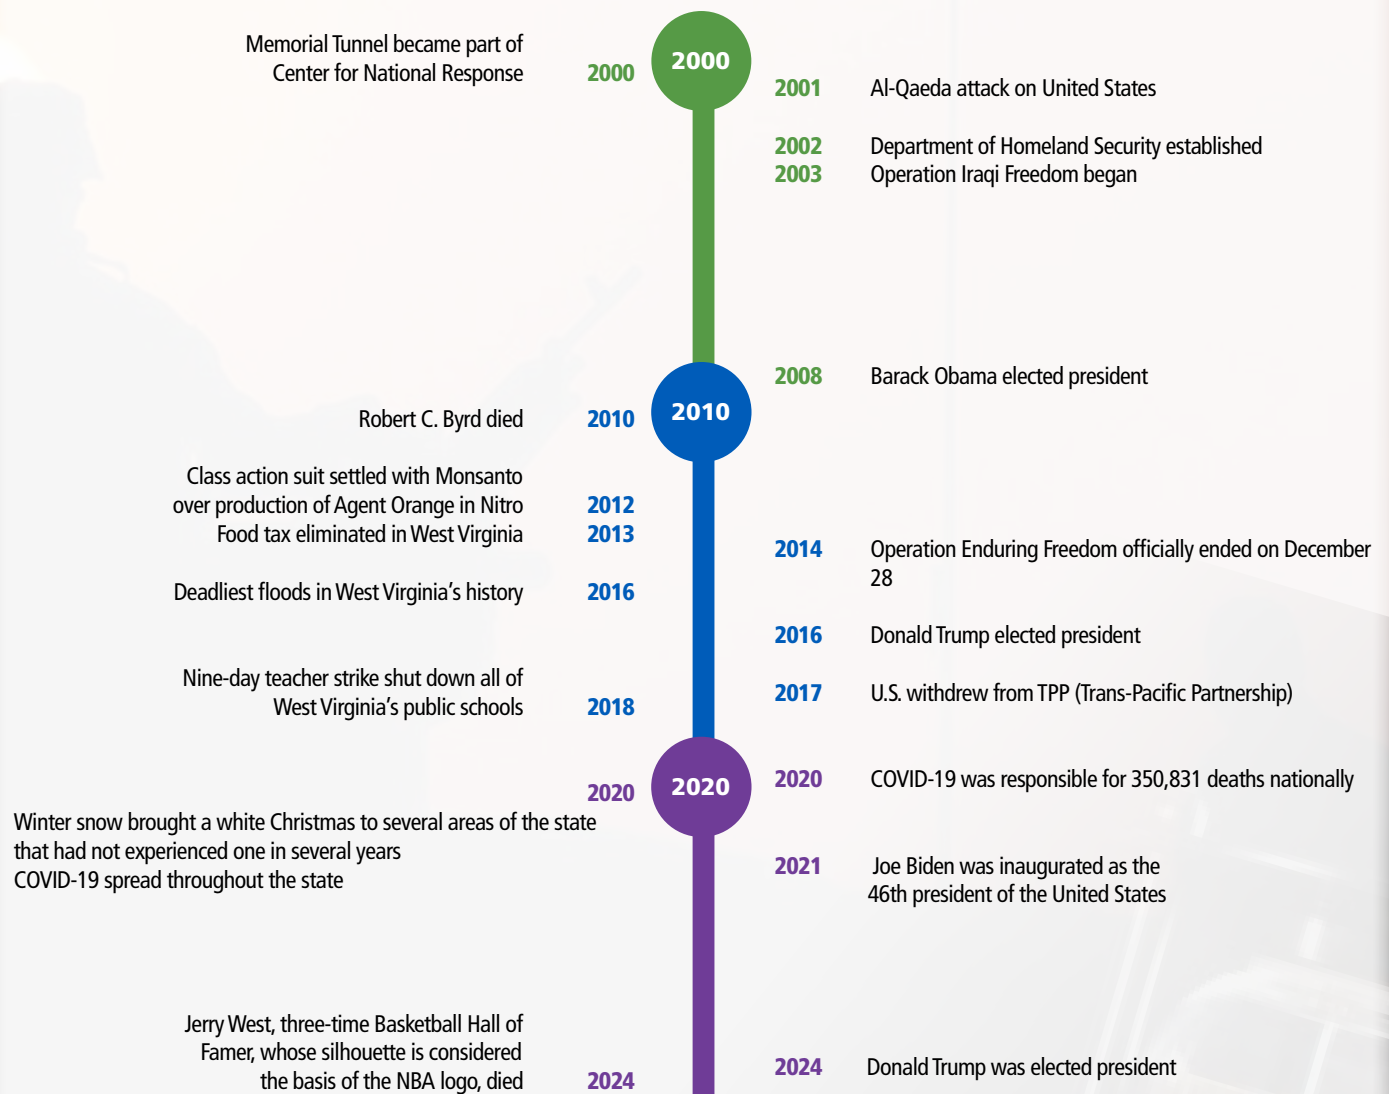 Memorial Tunnel became part of
Center for National Response
2000
2000
2001 Al-Qaeda attack on United States
2002 Department of Homeland Security established
2003 Operation Iraqi Freedom began
2008 Barack Obama elected president
2010
Robert C. Byrd died 2010
Class action suit settled with Monsanto
over production of Agent Orange in Nitro 2012
Food tax eliminated in West Virginia 2013
2014 Operation Enduring Freedom officially ended on December
28
Deadliest floods in West Virginia's history 2016
2016 Donald Trump elected president
Nine-day teacher strike shut down all of
West Virginia's public schools 2018
2017 U.S. withdrew from TPP (Trans-Pacific Partnership)
2020
2020 COVID-19 was responsible for 350,831 deaths nationally
2020
Winter snow brought a white Christmas to several areas of the state
that had not experienced one in several years
COVID-19 spread throughout the state
2021 Joe Biden was inaugurated as the
46th president of the United States
Jerry West, three-time Basketball Hall of
Famer, whose silhouette is considered
the basis of the NBA logo, died 2024
2024 Donald Trump was elected president